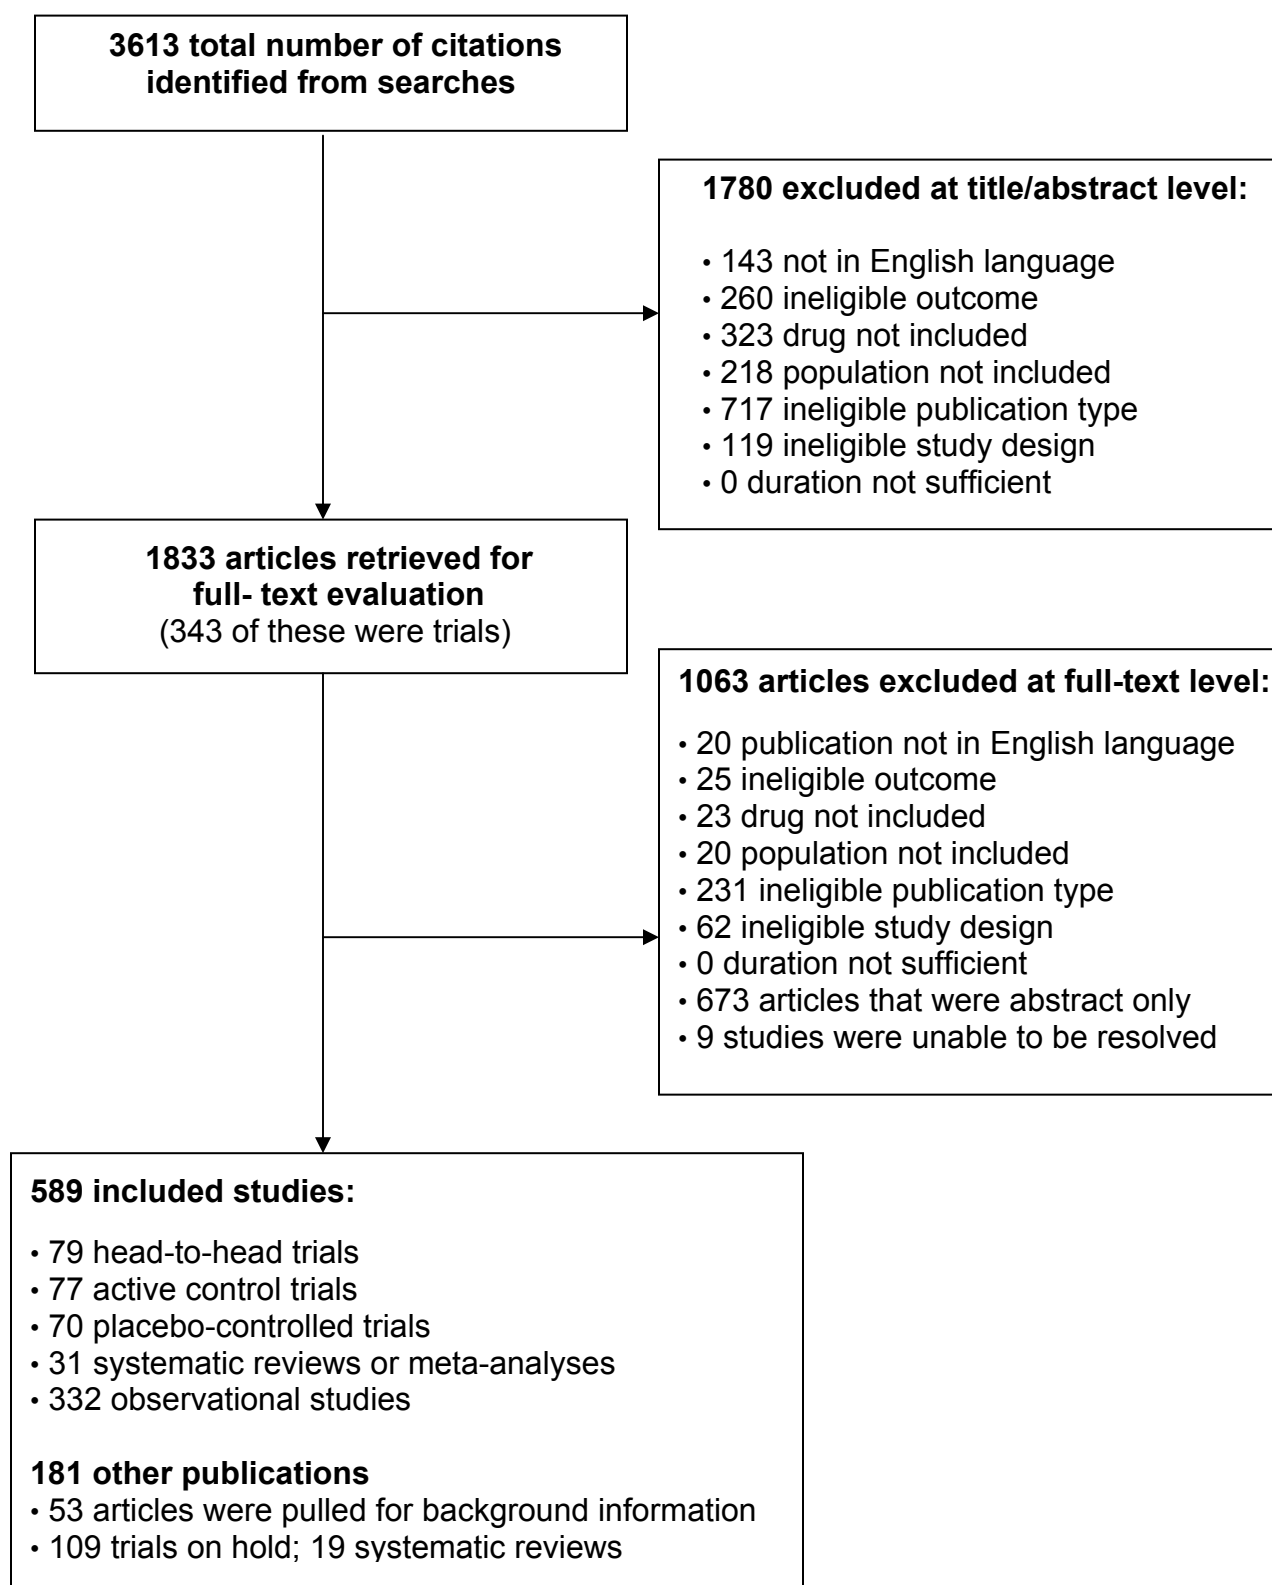 3613 total number of citations
identified from searches
1780 excluded at title/abstract level:
• 143 not in English language
• 260 ineligible outcome
• 323 drug not included
• 218 population not included
• 717 ineligible publication type
• 119 ineligible study design
• 0 duration not sufficient
1833 articles retrieved for
full- text evaluation
(343 of these were trials)
1063 articles excluded at full-text level:
• 20 publication not in English language
• 25 ineligible outcome
• 23 drug not included
• 20 population not included
• 231 ineligible publication type
• 62 ineligible study design
• 0 duration not sufficient
• 673 articles that were abstract only
• 9 studies were unable to be resolved
589 included studies:
• 79 head-to-head trials
• 77 active control trials
• 70 placebo-controlled trials
• 31 systematic reviews or meta-analyses
• 332 observational studies
181 other publications
• 53 articles were pulled for background information
• 109 trials on hold; 19 systematic reviews